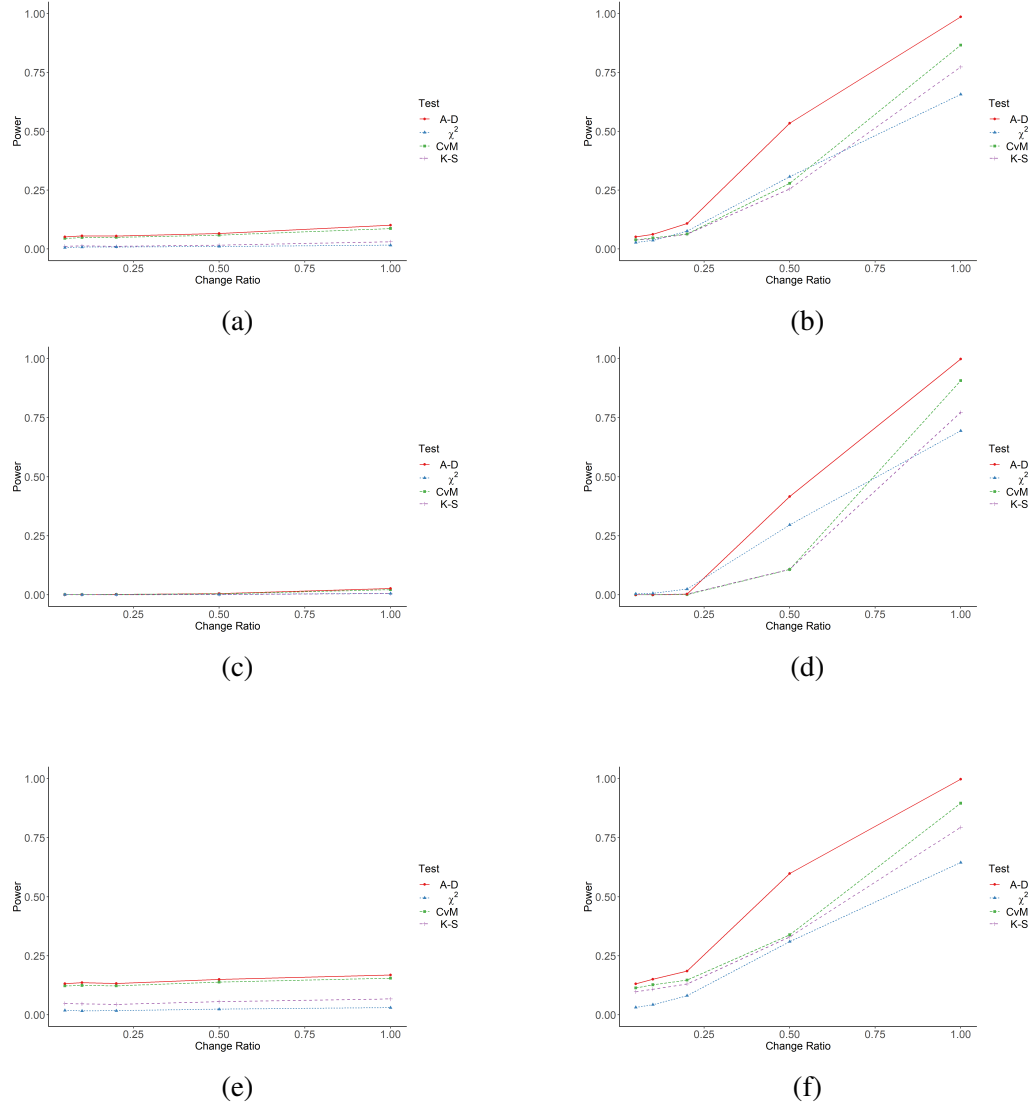 1.00
0.75
0.50
0.25
0.00
Power
0.25 0.50 0.75 1.00
Change Ratio
Test
A-D
χ²
CvM
K-S
(a)
1.00
0.75
0.50
0.25
0.00
Power
0.25 0.50 0.75 1.00
Change Ratio
Test
A-D
χ²
CvM
K-S
(b)
1.00
0.75
0.50
0.25
0.00
Power
0.25 0.50 0.75 1.00
Change Ratio
Test
A-D
χ²
CvM
K-S
(c)
1.00
0.75
0.50
0.25
0.00
Power
0.25 0.50 0.75 1.00
Change Ratio
Test
A-D
χ²
CvM
K-S
(d)
1.00
0.75
0.50
0.25
0.00
Power
0.25 0.50 0.75 1.00
Change Ratio
Test
A-D
χ²
CvM
K-S
(e)
1.00
0.75
0.50
0.25
0.00
Power
0.25 0.50 0.75 1.00
Change Ratio
Test
A-D
χ²
CvM
K-S
(f)